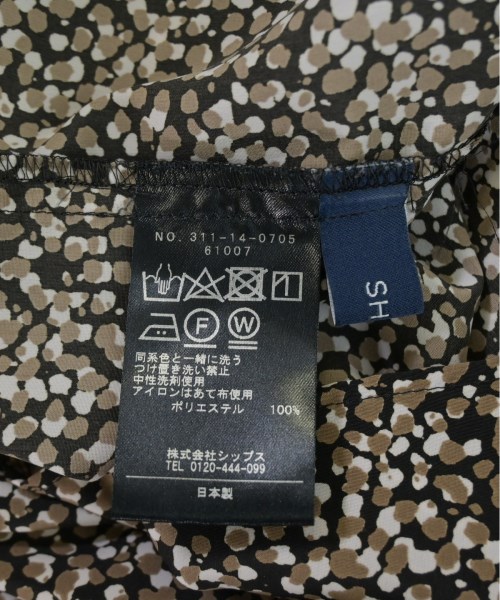 NO. 311-14-0705
61007
F W
同系色と一緒に洗う
つけ置き洗い禁止
中性洗剤使用
アイロンはあて布使用
ポリエステル 100%
株式会社シップス
TEL 0120-444-099
日本製
SH